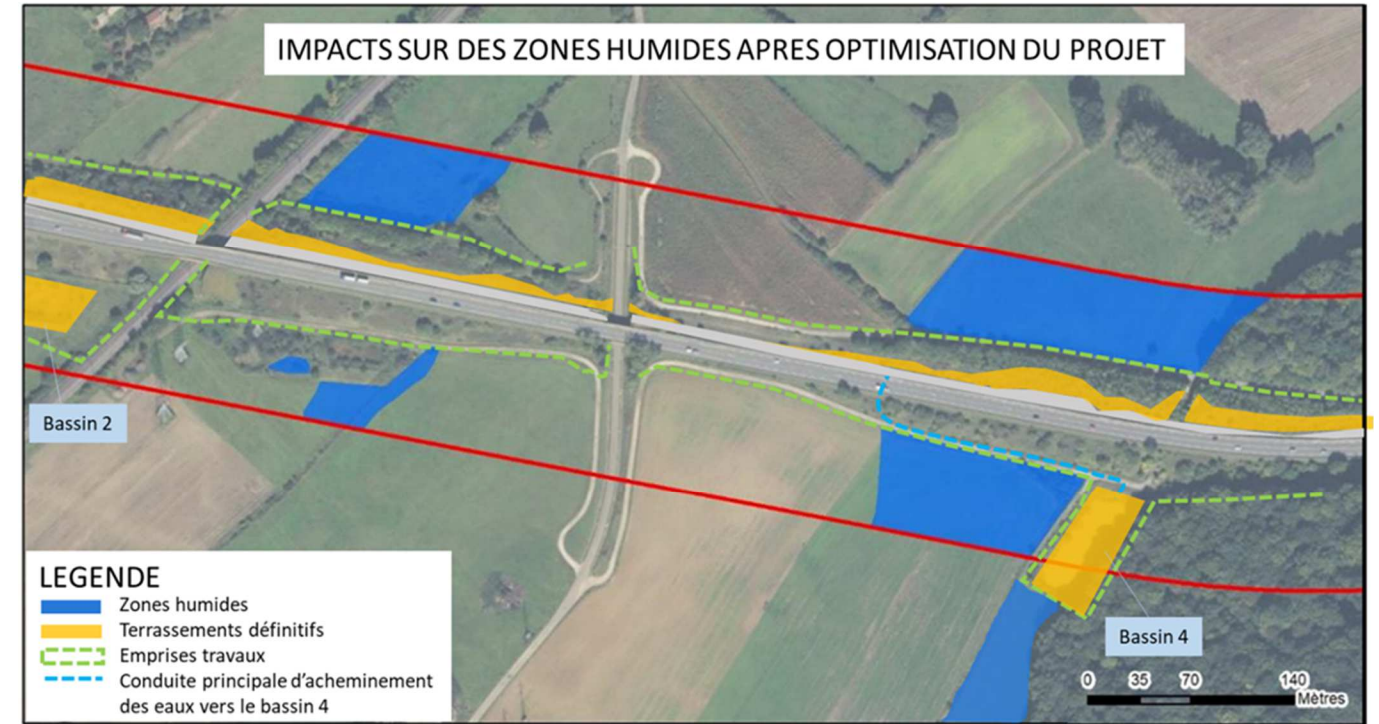 IMPACTS SUR DES ZONES HUMIDES APRES OPTIMISATION DU PROJET
Bassin 2
LEGENDE
Zones humides
Terrassements définitifs
Emprises travaux
Conduite principale d'acheminement
des eaux vers le bassin 4
Bassin 4
0 35 70 140
Mètres